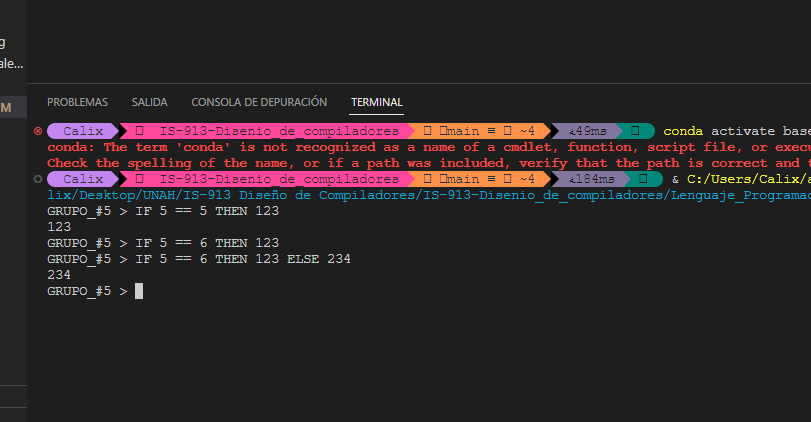 g
ale...
M
PROBLEMAS SALIDA CONSOLA DE DEPURACIÓN TERMINAL
Calix IS-913-Disenio_de_compiladores main ≡ ~4 49ms conda activate base
conda: The term 'conda' is not recognized as a name of a cmdlet, function, script file, or execu
Check the spelling of the name, or if a path was included, verify that the path is correct and t
Calix IS-913-Disenio_de_compiladores main ≡ ~4 184ms & C:/Users/Calix/a
lix/Desktop/UNAH/IS-913 Diseño de Compiladores/IS-913-Disenio_de_compiladores/Lenguaje_Programac
GRUPO_#5 > IF 5 == 5 THEN 123
123
GRUPO_#5 > IF 5 == 6 THEN 123
GRUPO_#5 > IF 5 == 6 THEN 123 ELSE 234
234
GRUPO_#5 >